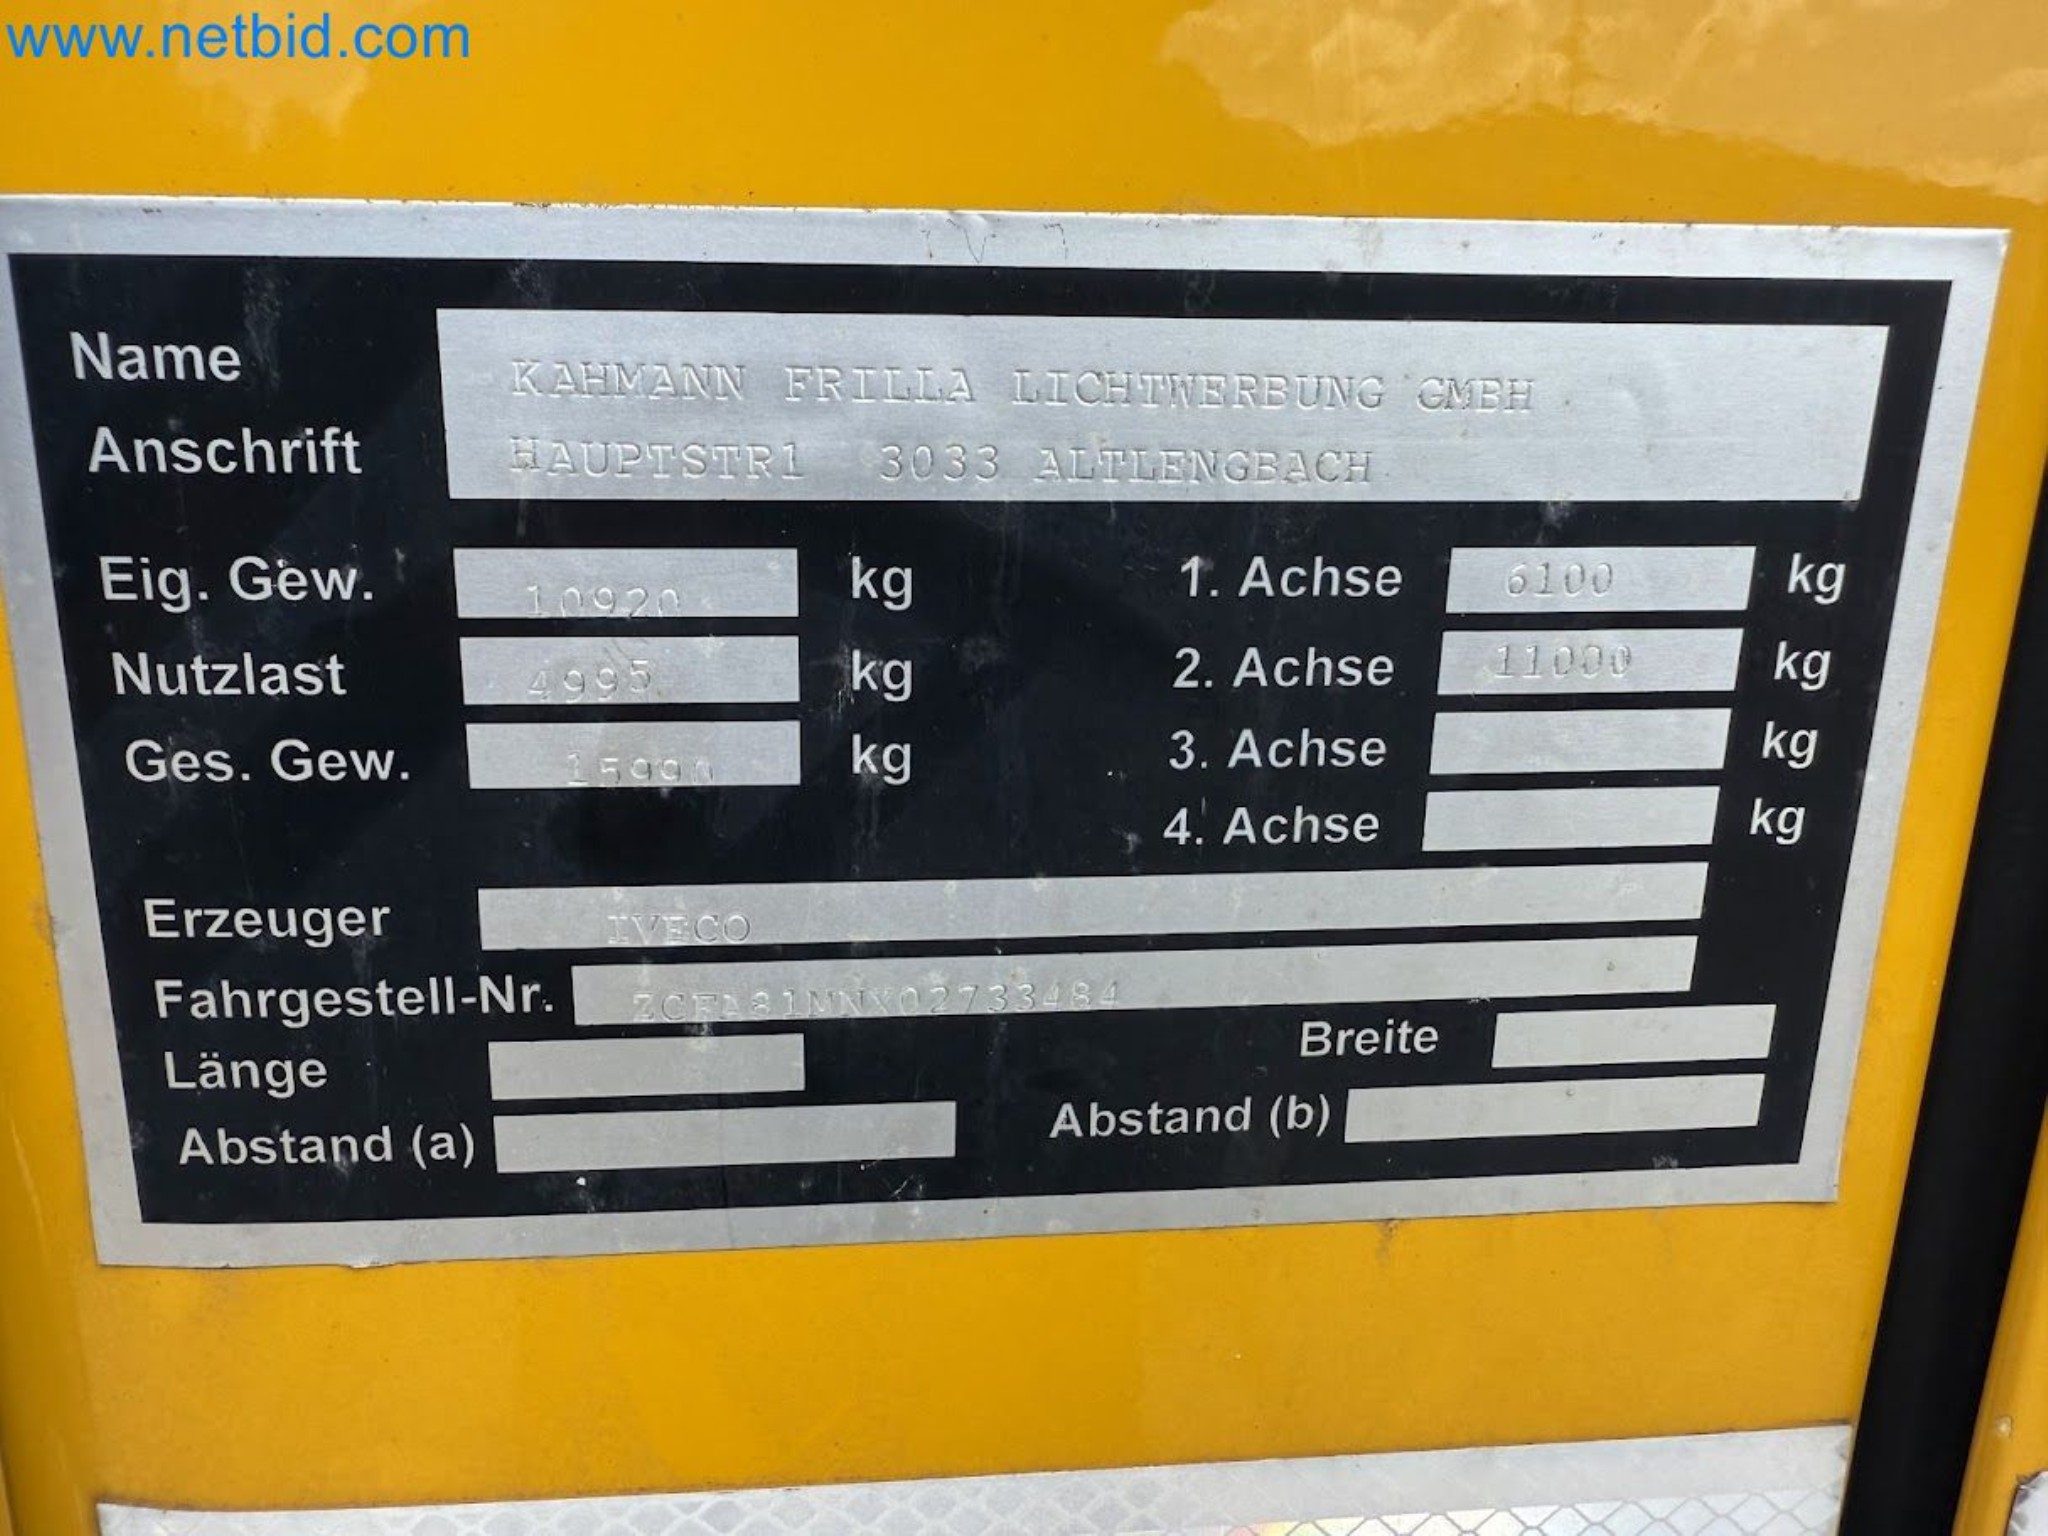 www.netbid.com
Name KAHMANN FRILLA LICHTWERBUNG GMBH
Anschrift HAUPTSTR1 3033 ALTLENGBACH
Eig. Gew. 10920 kg 1. Achse 6100 kg
Nutzlast 4995 kg 2. Achse 11000 kg
Ges. Gew. 15990 kg 3. Achse kg
4. Achse kg
Erzeuger IVECO
Fahrgestell-Nr. ZCFA81MNX02733484
Länge Breite
Abstand (a) Abstand (b)